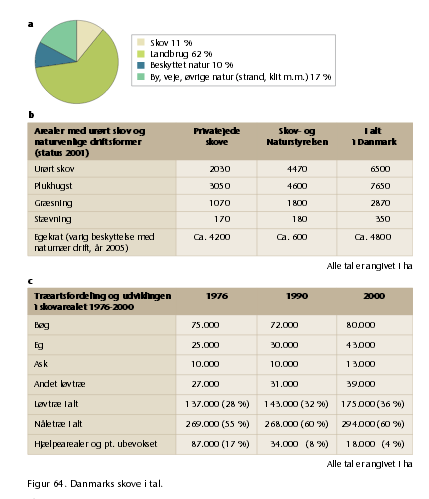 a
Skov 11 %
Landbrug 62 %
Beskyttet natur 10 %
By, veje, øvrige natur (strand, klit m.m.) 17 %
b
Arealer med urørt skov og naturvenlige driftsformer (status 2001) Privatejede skove Skov- og Naturstyrelsen I alt i Danmark
Urørt skov 2030 4470 6500
Plukhugst 3050 4600 7650
Græsning 1070 1800 2870
Stævning 170 180 350
Egekrat (varig beskyttelse med naturnær drift, år 2005) Ca. 4200 Ca. 600 Ca. 4800
Alle tal er angivet i ha
c
Træartsfordeling og udviklingen i skovarealet 1976-2000 1976 1990 2000
Bøg 75.000 72.000 80.000
Eg 25.000 30.000 43.000
Ask 10.000 10.000 13.000
Andet løvtræ 27.000 31.000 39.000
Løvtræ i alt 137.000 (28 %) 143.000 (32 %) 175.000 (36 %)
Nåletræ i alt 269.000 (55 %) 268.000 (60 %) 294.000 (60 %)
Hjælpearealer og pt. ubevokset 87.000 (17 %) 34.000 (8 %) 18.000 (4 %)
Alle tal er angivet i ha
Figur 64. Danmarks skove i tal.